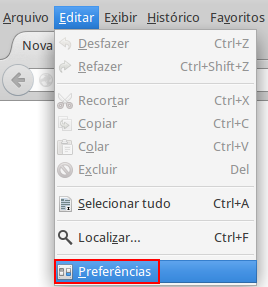 Arquivo Editar Exibir Histórico Favoritos
Nova
Desfazer Ctrl+Z
Refazer Ctrl+Shift+Z
Recortar Ctrl+X
Copiar Ctrl+C
Colar Ctrl+V
Excluir Del
Selecionar tudo Ctrl+A
Localizar... Ctrl+F
Preferências